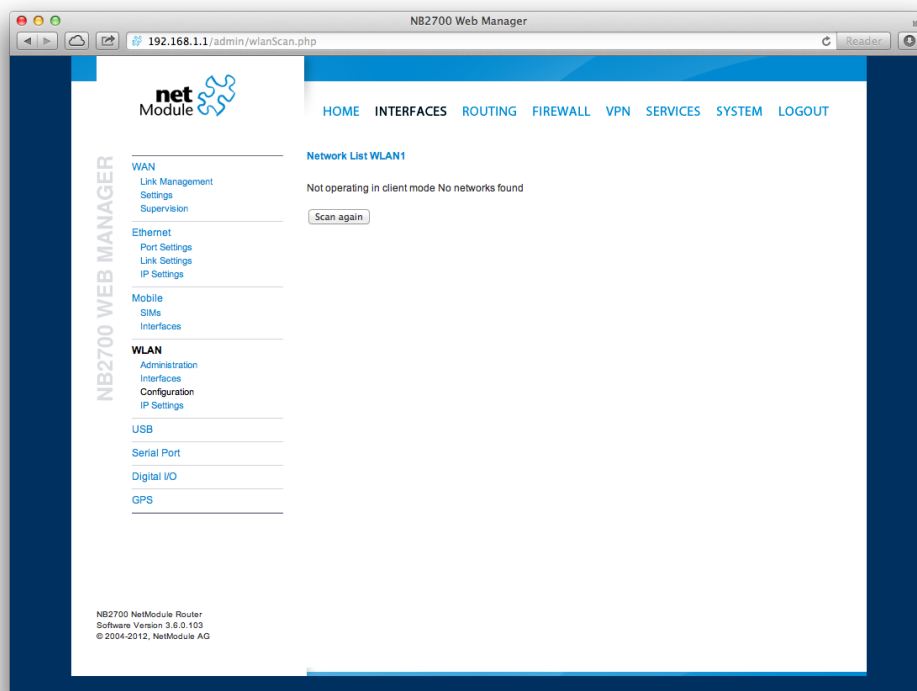 NB2700 Web Manager
192.168.1.1/admin/wlanScan.php
Reader
net
Module
HOME INTERFACES ROUTING FIREWALL VPN SERVICES SYSTEM LOGOUT
NB2700 WEB MANAGER
WAN
Link Management
Settings
Supervision
Ethernet
Port Settings
Link Settings
IP Settings
Mobile
SIMs
Interfaces
WLAN
Administration
Interfaces
Configuration
IP Settings
USB
Serial Port
Digital I/O
GPS
Network List WLAN1
Not operating in client mode No networks found
Scan again
NB2700 NetModule Router
Software Version 3.6.0.103
© 2004-2012, NetModule AG